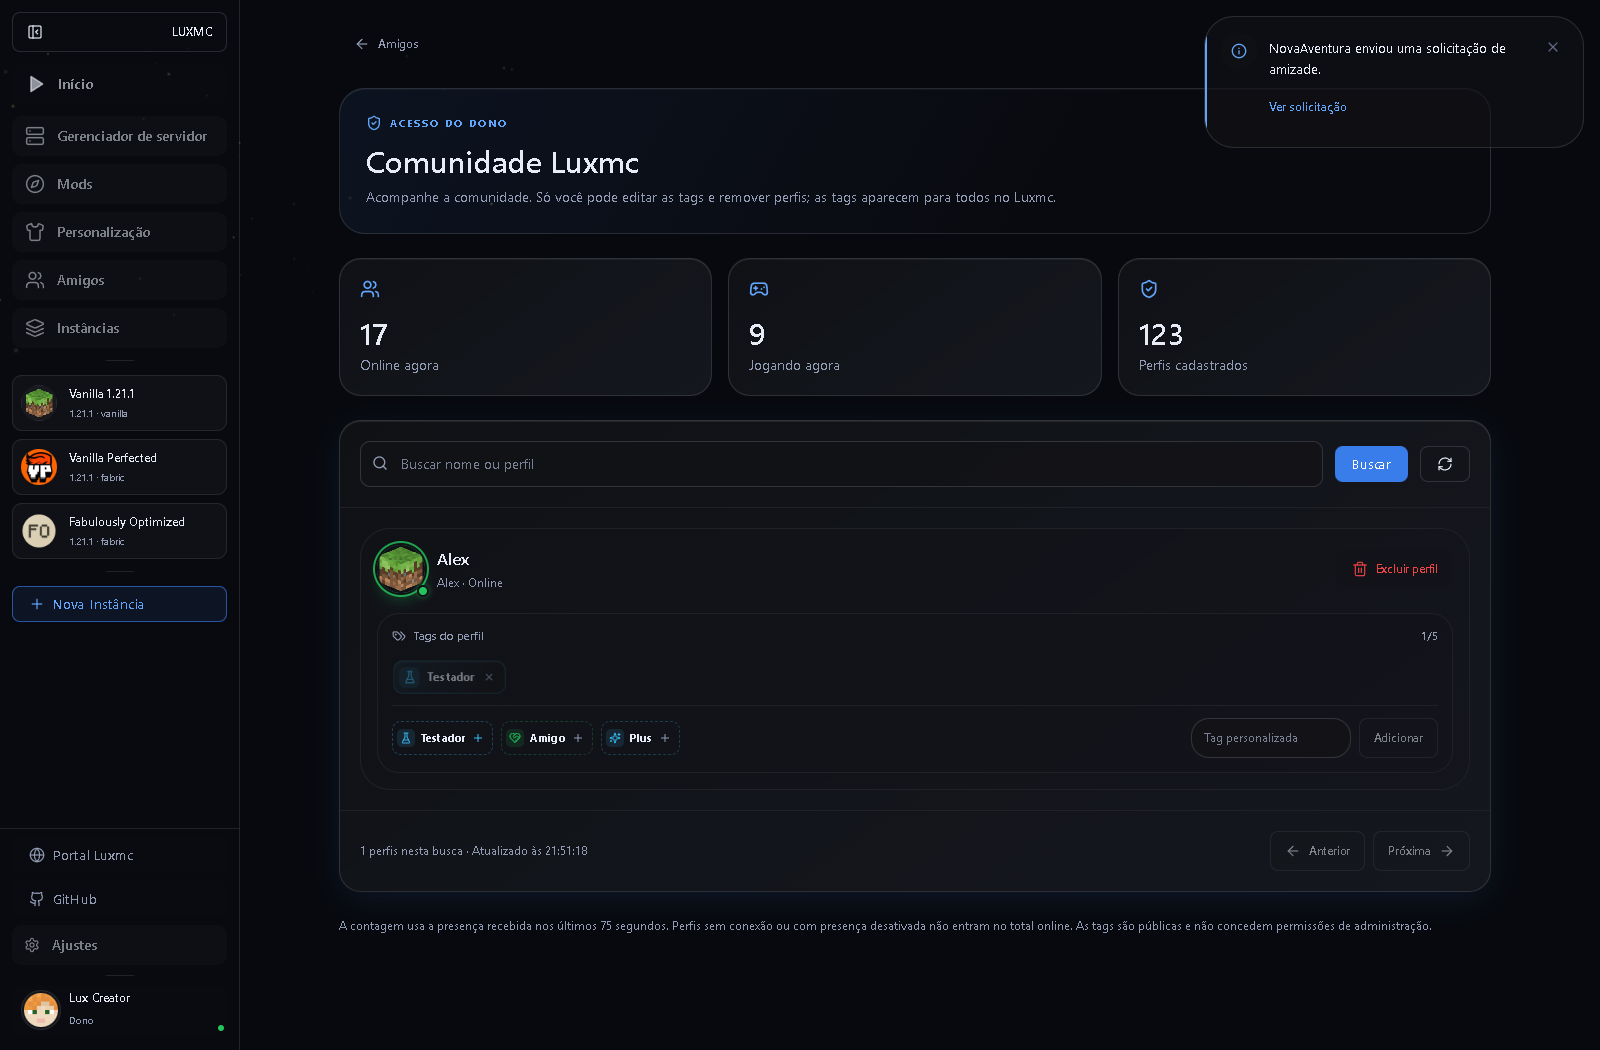 LUXMC
Início
Gerenciador de servidor
Mods
Personalização
Amigos
Instâncias
Vanilla 1.21.1
1.21.1 · vanilla
Vanilla Perfected
1.21.1 · fabric
FO
Fabulously Optimized
1.21.1 · fabric
Nova Instância
Portal Luxmc
GitHub
Ajustes
Lux Creator
Dono
Amigos
NovaAventura enviou uma solicitação de
amizade.
Ver solicitação
ACESSO DO DONO
Comunidade Luxmc
Acompanhe a comunidade. Só você pode editar as tags e remover perfis; as tags aparecem para todos no Luxmc.
17
Online agora
9
Jogando agora
123
Perfis cadastrados
Buscar nome ou perfil
Buscar
Alex
Alex · Online
Excluir perfil
Tags do perfil
1/5
Testador
Testador
Amigo
Plus
Tag personalizada
Adicionar
1 perfis nesta busca · Atualizado às 21:51:18
Anterior
Próxima
A contagem usa a presença recebida nos últimos 75 segundos. Perfis sem conexão ou com presença desativada não entram no total online. As tags são públicas e não concedem permissões de administração.